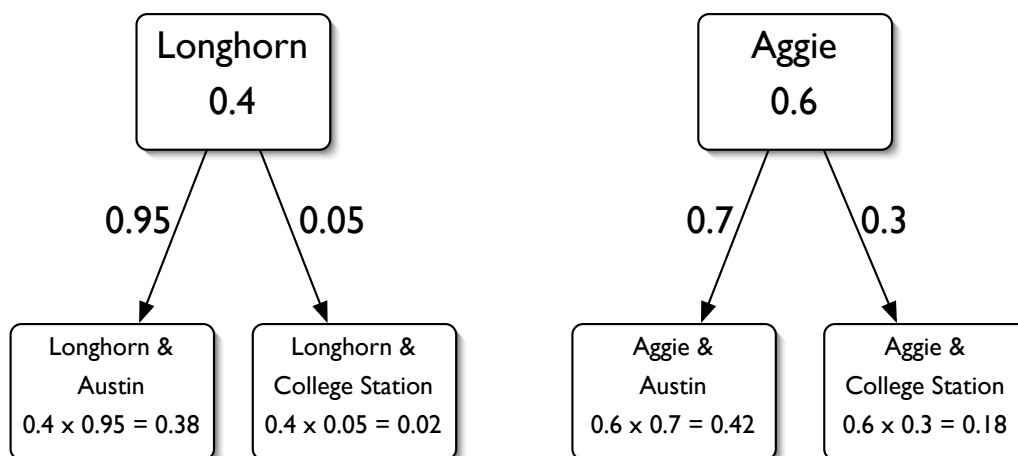 Longhorn
0.4
Aggie
0.6
0.95
0.05
0.7
0.3
Longhorn &
Austin
0.4 x 0.95 = 0.38
Longhorn &
College Station
0.4 x 0.05 = 0.02
Aggie &
Austin
0.6 x 0.7 = 0.42
Aggie &
College Station
0.6 x 0.3 = 0.18